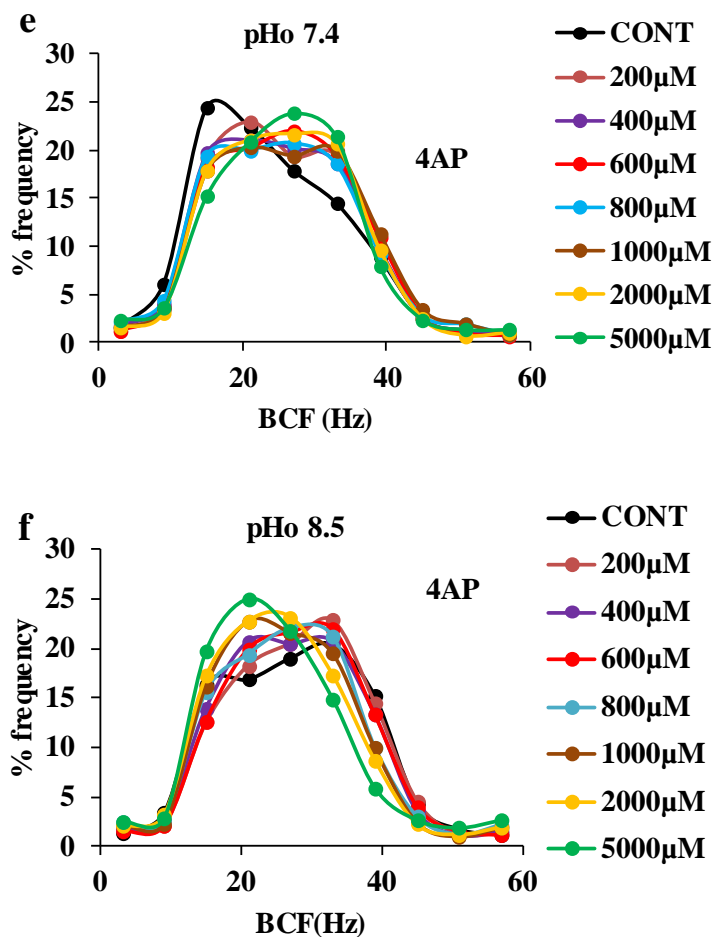 e
pHo 7.4
4AP
% frequency
30
25
20
15
10
5
0
0 20 40 60
BCF (Hz)
CONT
200µM
400µM
600µM
800µM
1000µM
2000µM
5000µM
f
pHo 8.5
4AP
% frequency
30
25
20
15
10
5
0
0 20 40 60
BCF(Hz)
CONT
200µM
400µM
600µM
800µM
1000µM
2000µM
5000µM